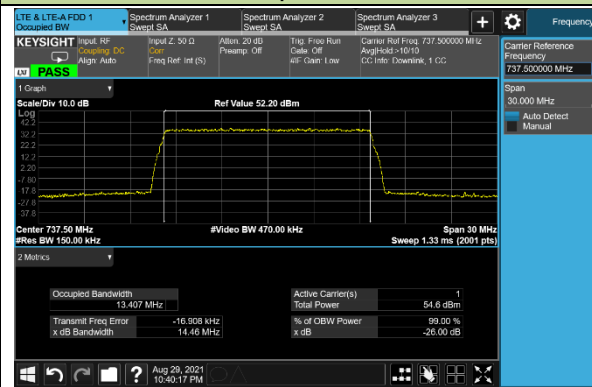 LTE & LTE-A FDD 1
Occupied BW
Spectrum Analyzer 1
Swept SA
Spectrum Analyzer 2
Swept SA
Spectrum Analyzer 3
Swept SA
+
Frequency
KEYSIGHT
Input: RF
Coupling: DC
Align: Auto
Input Z: 50 Ω
Corr
Freq Ref: Int (S)
Atten: 20 dB
Preamp: Off
Trig: Free Run
Gate: Off
#IF Gain: Low
Carrier Ref Freq: 737.500000 MHz
Avg|Hold:>10/10
CC Info: Downlink, 1 CC
LXI
PASS
Carrier Reference
Frequency
737.500000 MHz
Span
30.000 MHz
Auto Detect
Manual
1 Graph
Scale/Div 10.0 dB
Ref Value 52.20 dBm
Log
42.2
32.2
22.2
12.2
2.20
-7.80
-17.8
-27.8
-37.8
Center 737.50 MHz
#Video BW 470.00 kHz
Span 30 MHz
#Res BW 150.00 kHz
Sweep 1.33 ms (2001 pts)
2 Metrics
Occupied Bandwidth
13.407 MHz
Active Carrier(s) 1
Total Power 54.6 dBm
Transmit Freq Error -16.908 kHz
x dB Bandwidth 14.46 MHz
% of OBW Power 99.00 %
x dB -26.00 dB
?
Aug 29, 2021
10:40:17 PM